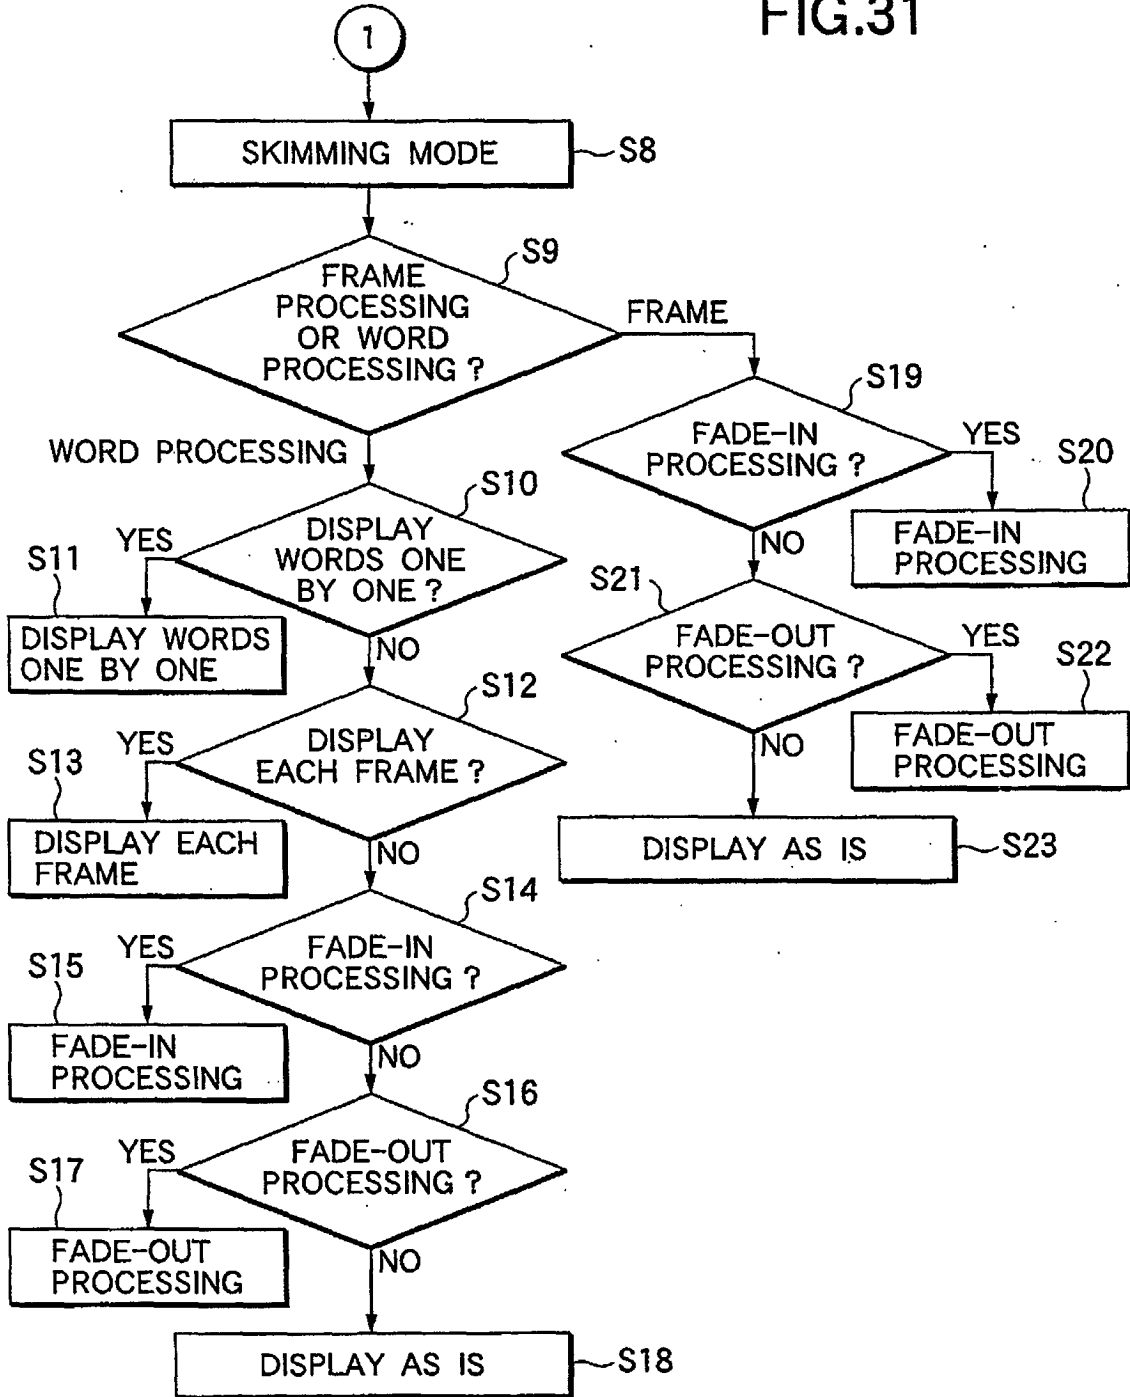 FIG.31
1
SKIMMING MODE
S8
S9
FRAME
PROCESSING
OR WORD
PROCESSING ?
FRAME
WORD PROCESSING
S10
DISPLAY
WORDS ONE
BY ONE ?
YES
S11
DISPLAY WORDS
ONE BY ONE
NO
S12
DISPLAY
EACH FRAME ?
YES
S13
DISPLAY EACH
FRAME
NO
S14
FADE-IN
PROCESSING ?
YES
S15
FADE-IN
PROCESSING
NO
S16
FADE-OUT
PROCESSING ?
YES
S17
FADE-OUT
PROCESSING
NO
DISPLAY AS IS
S18
S19
FADE-IN
PROCESSING ?
YES
S20
FADE-IN
PROCESSING
NO
S21
FADE-OUT
PROCESSING ?
YES
S22
FADE-OUT
PROCESSING
NO
DISPLAY AS IS
S23